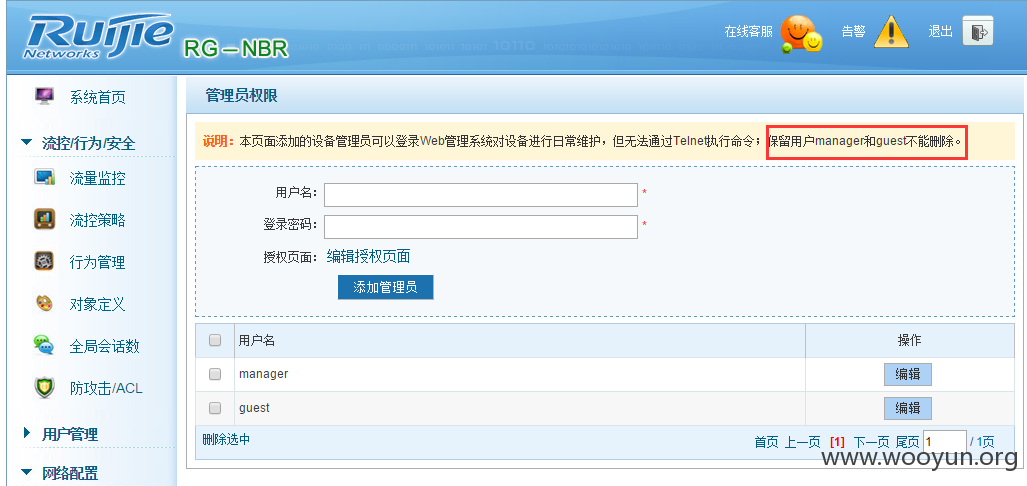 Ruijie
Networks
RG-NBR
在线客服
告警
退出
系统首页
流控/行为/安全
流量监控
流控策略
行为管理
对象定义
全局会话数
防攻击/ACL
用户管理
网络配置
管理员权限
说明：本页面添加的设备管理员可以登录Web管理系统对设备进行日常维护，但无法通过Telnet执行命令；保留用户manager和guest不能删除。
用户名： *
登录密码： *
授权页面： 编辑授权页面
添加管理员
用户名 操作
manager 编辑
guest 编辑
删除选中 首页 上一页 [1] 下一页 尾页 1 / 1页
www.wooyun.org